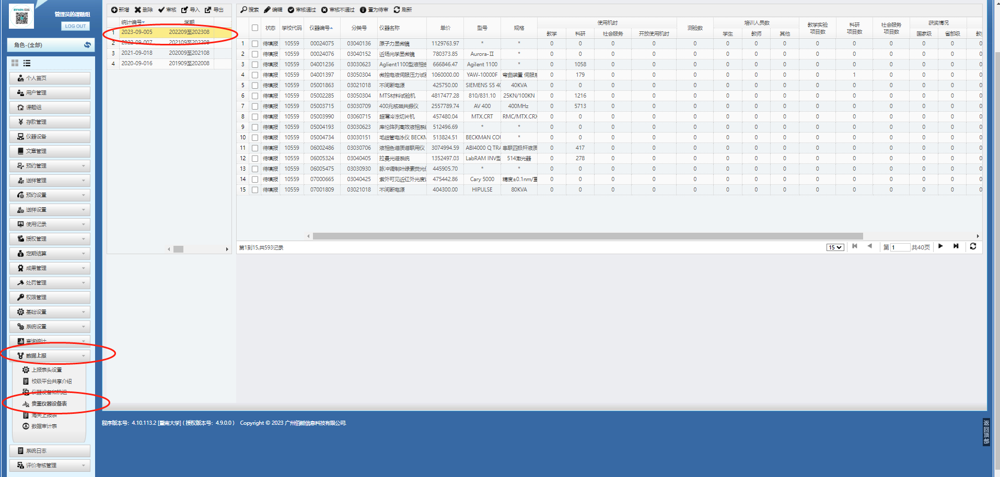 管理员的课题组
LOG OUT
角色-(全部)
个人首页
用户管理
课题组
存款管理
仪器设备
文章管理
预约管理
送样管理
预约设置
送样设置
使用记录
授权管理
定期结算
成果管理
处罚管理
权限管理
基础设置
系统设置
查询统计
数据上报
上报表头设置
校级平台共享介绍
仪器设备和机组
贵重仪器设备表
海关上报表
数据审计表
系统日志
评价考核管理
新增 删除 审核 导入 导出
统计编号 学期
1 2023-09-005 202209至202308
2 2022-09-007 202109至202208
3 2021-09-018 202009至202108
4 2020-09-016 201909至202008
搜索 编辑 审核通过 审核不通过 置为待审 刷新
状态 学校代码 仪器编号 分类号 仪器名称 单价 型号 规格 使用机时 测验数 培训人员数 教学实验项目数 科研项目数 社会服务项目数 获奖情况
教学 科研 社会服务 开放使用机时 学生 教师 其他 国家级 省部级
1 待填报 10559 00024075 03040136 原子力显微镜 1129763.97 * * 0 0 0 0 0 0 0 0 0 0 0 0 0 0
2 待填报 10559 00024076 03040152 近场光学显微镜 780373.85 Aurora-Ⅱ * 0 0 0 0 0 0 0 0 0 0 0 0 0 0
3 待填报 10559 04001236 03030623 Aglient1100型液相色 666846.47 Agilent 1100 * 0 1058 0 0 0 0 0 0 0 0 0 0 0 0
4 待填报 10559 04001397 03050304 微控电液伺服压力试验 1060000.00 YAW-10000F 弯曲装置 伺服系 0 179 0 0 0 0 0 0 0 1 0 0 0 0
5 待填报 10559 05001863 03021018 不间断电源 425750.00 SIEMENS S5 40 40KVA 0 0 0 0 0 0 0 0 0 0 0 0 0 0
6 待填报 10559 05002285 03050304 MTS材料试验机 4817477.28 810/831.10 25KN/100KN 0 1216 0 0 0 0 0 0 0 0 0 0 0 0
7 待填报 10559 05003715 03030709 400兆核磁共振仪 2557789.74 AV 400 400MHz 0 5713 0 0 0 0 0 0 0 0 0 0 0 0
8 待填报 10559 05003990 03060715 超薄冷冻切片机 457480.04 MTX.CRT RMC/MTX.CRX 0 0 0 0 0 0 0 0 0 0 0 0 0 0
9 待填报 10559 05004193 03030623 库伦阵列高效液相系统 512496.69 * * 0 0 0 0 0 0 0 0 0 0 0 0 0 0
10 待填报 10559 05004734 03030151 毛细管电泳仪 BECKM 513824.51 BECKMAN COU * 0 0 0 0 0 0 0 0 0 0 0 0 0 0
11 待填报 10559 06002486 03030706 液相色谱质谱联用仪 3074994.59 ABI4000 Q TRA 串联四极杆液质 0 417 0 0 0 0 0 0 0 0 0 0 0 0
12 待填报 10559 06005324 03040405 拉曼光谱系统 1352497.03 LabRAM INV型 514激光器 0 278 0 0 0 0 0 0 0 0 0 0 0 0
13 待填报 10559 06005475 03030930 脉冲调制叶绿素荧光仪 445905.70 * * 0 0 0 0 0 0 0 0 0 0 0 0 0 0
14 待填报 10559 07000665 03040425 紫外可见近红外光度计 475442.86 Cary 5000 精度±0.1nm/重 0 0 0 0 0 0 0 0 0 0 0 0 0 0
15 待填报 10559 07001809 03021018 不间断电源 404300.00 HIPULSE 80KVA 0 0 0 0 0 0 0 0 0 0 0 0 0 0
第1到15,共593记录 15 第 1 共40页
程序版本号：4.10.113.2 [暨南大学] ( 授权版本号：4.9.0.0 ) Copyright © 2023 广州佰能信息科技有限公司.
返回顶部